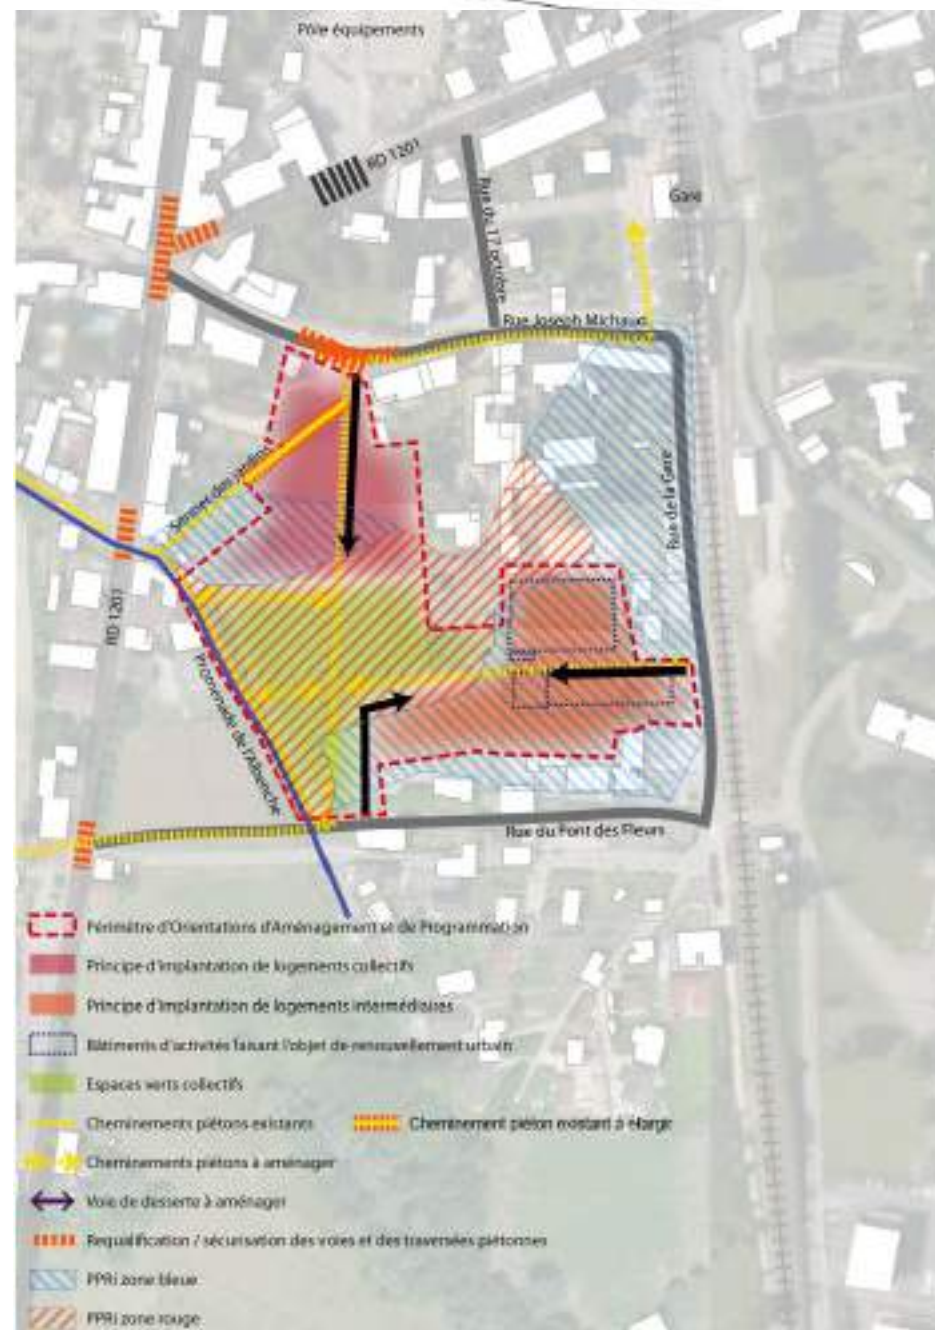 Pôle équipements
RD 1201
Rue du 17 octobre
Gare
Rue Joseph Michaud
Sentier des jardins
Rue de la Gare
RD 1201
Promenade de l'Albenche
Rue du Pont des Fleurs
Périmètre d'Orientations d'Aménagement et de Programmation
Principe d'implantation de logements collectifs
Principe d'implantation de logements intermédiaires
Bâtiments d'activités faisant l'objet de renouvellement urbain
Espaces verts collectifs
Cheminements piétons existants
Cheminement piéton existant à élargir
Cheminements piétons à aménager
Voie de desserte à aménager
Requalification / sécurisation des voies et des traversées piétonnes
PPRi zone bleue
PPRi zone rouge